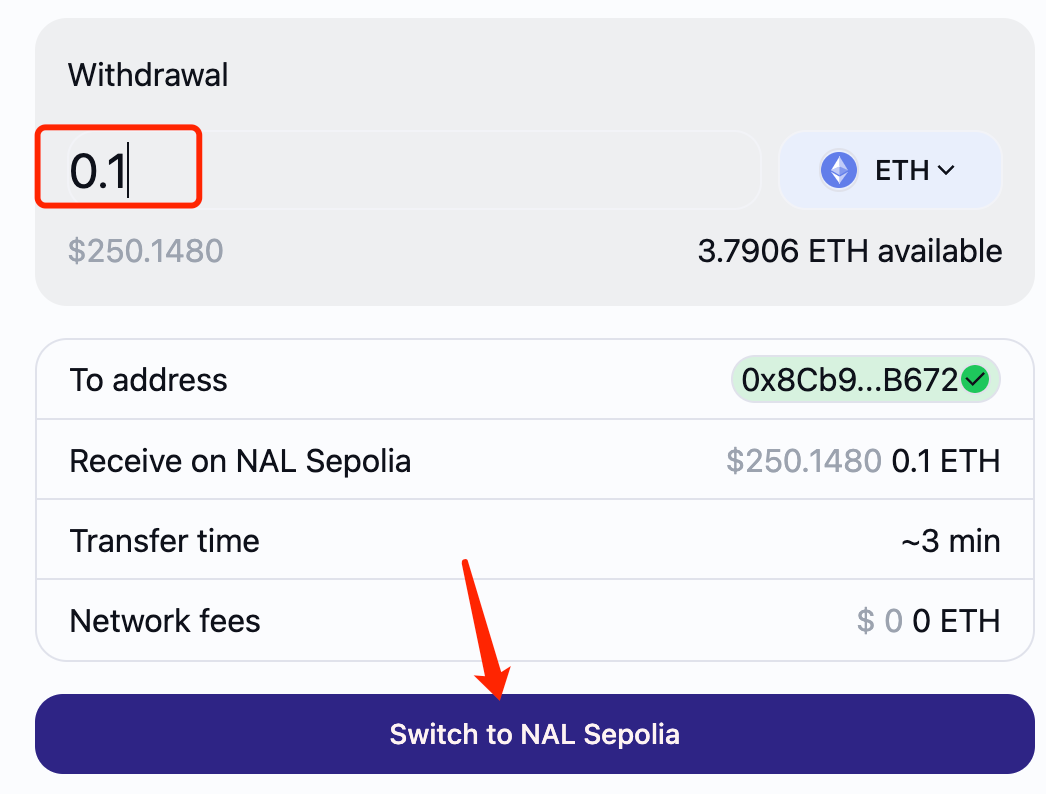 Withdrawal
0.1 ETH
$250.1480 3.7906 ETH available
To address 0x8Cb9...B672
Receive on NAL Sepolia $250.1480 0.1 ETH
Transfer time ~3 min
Network fees $ 0 0 ETH
Switch to NAL Sepolia